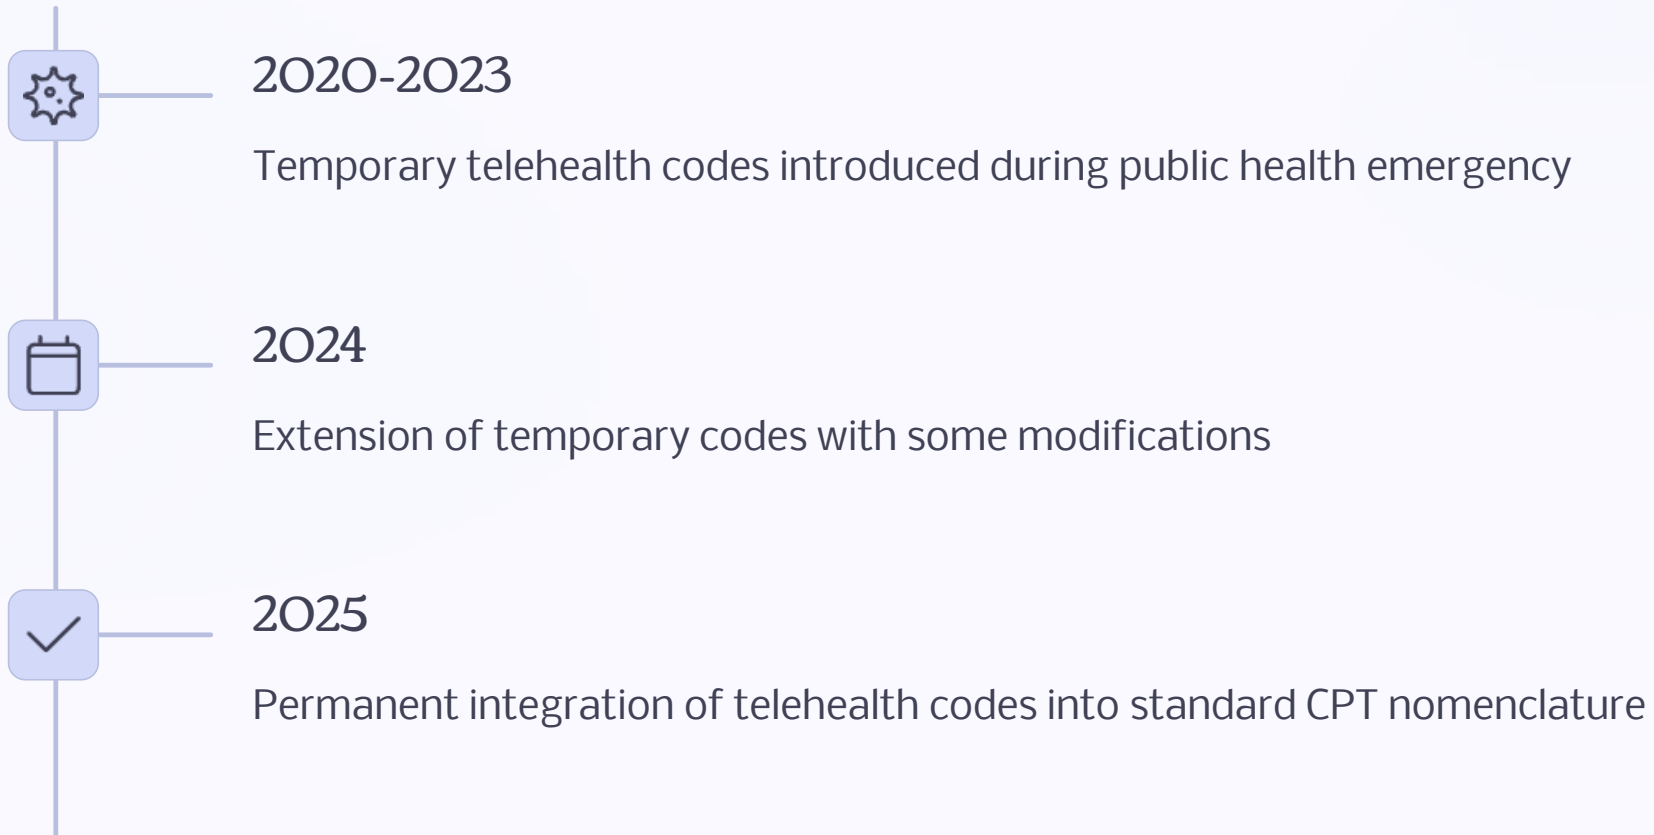 2020-2023
Temporary telehealth codes introduced during public health emergency
2024
Extension of temporary codes with some modifications
2025
Permanent integration of telehealth codes into standard CPT nomenclature